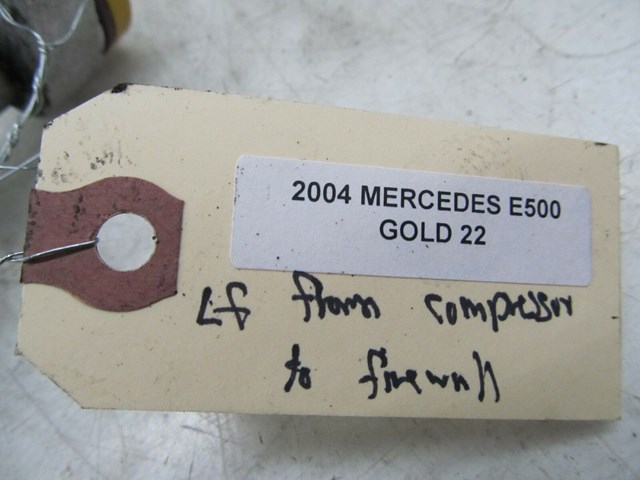 2004 MERCEDES E500
GOLD 22
LF from compressor
to firewall